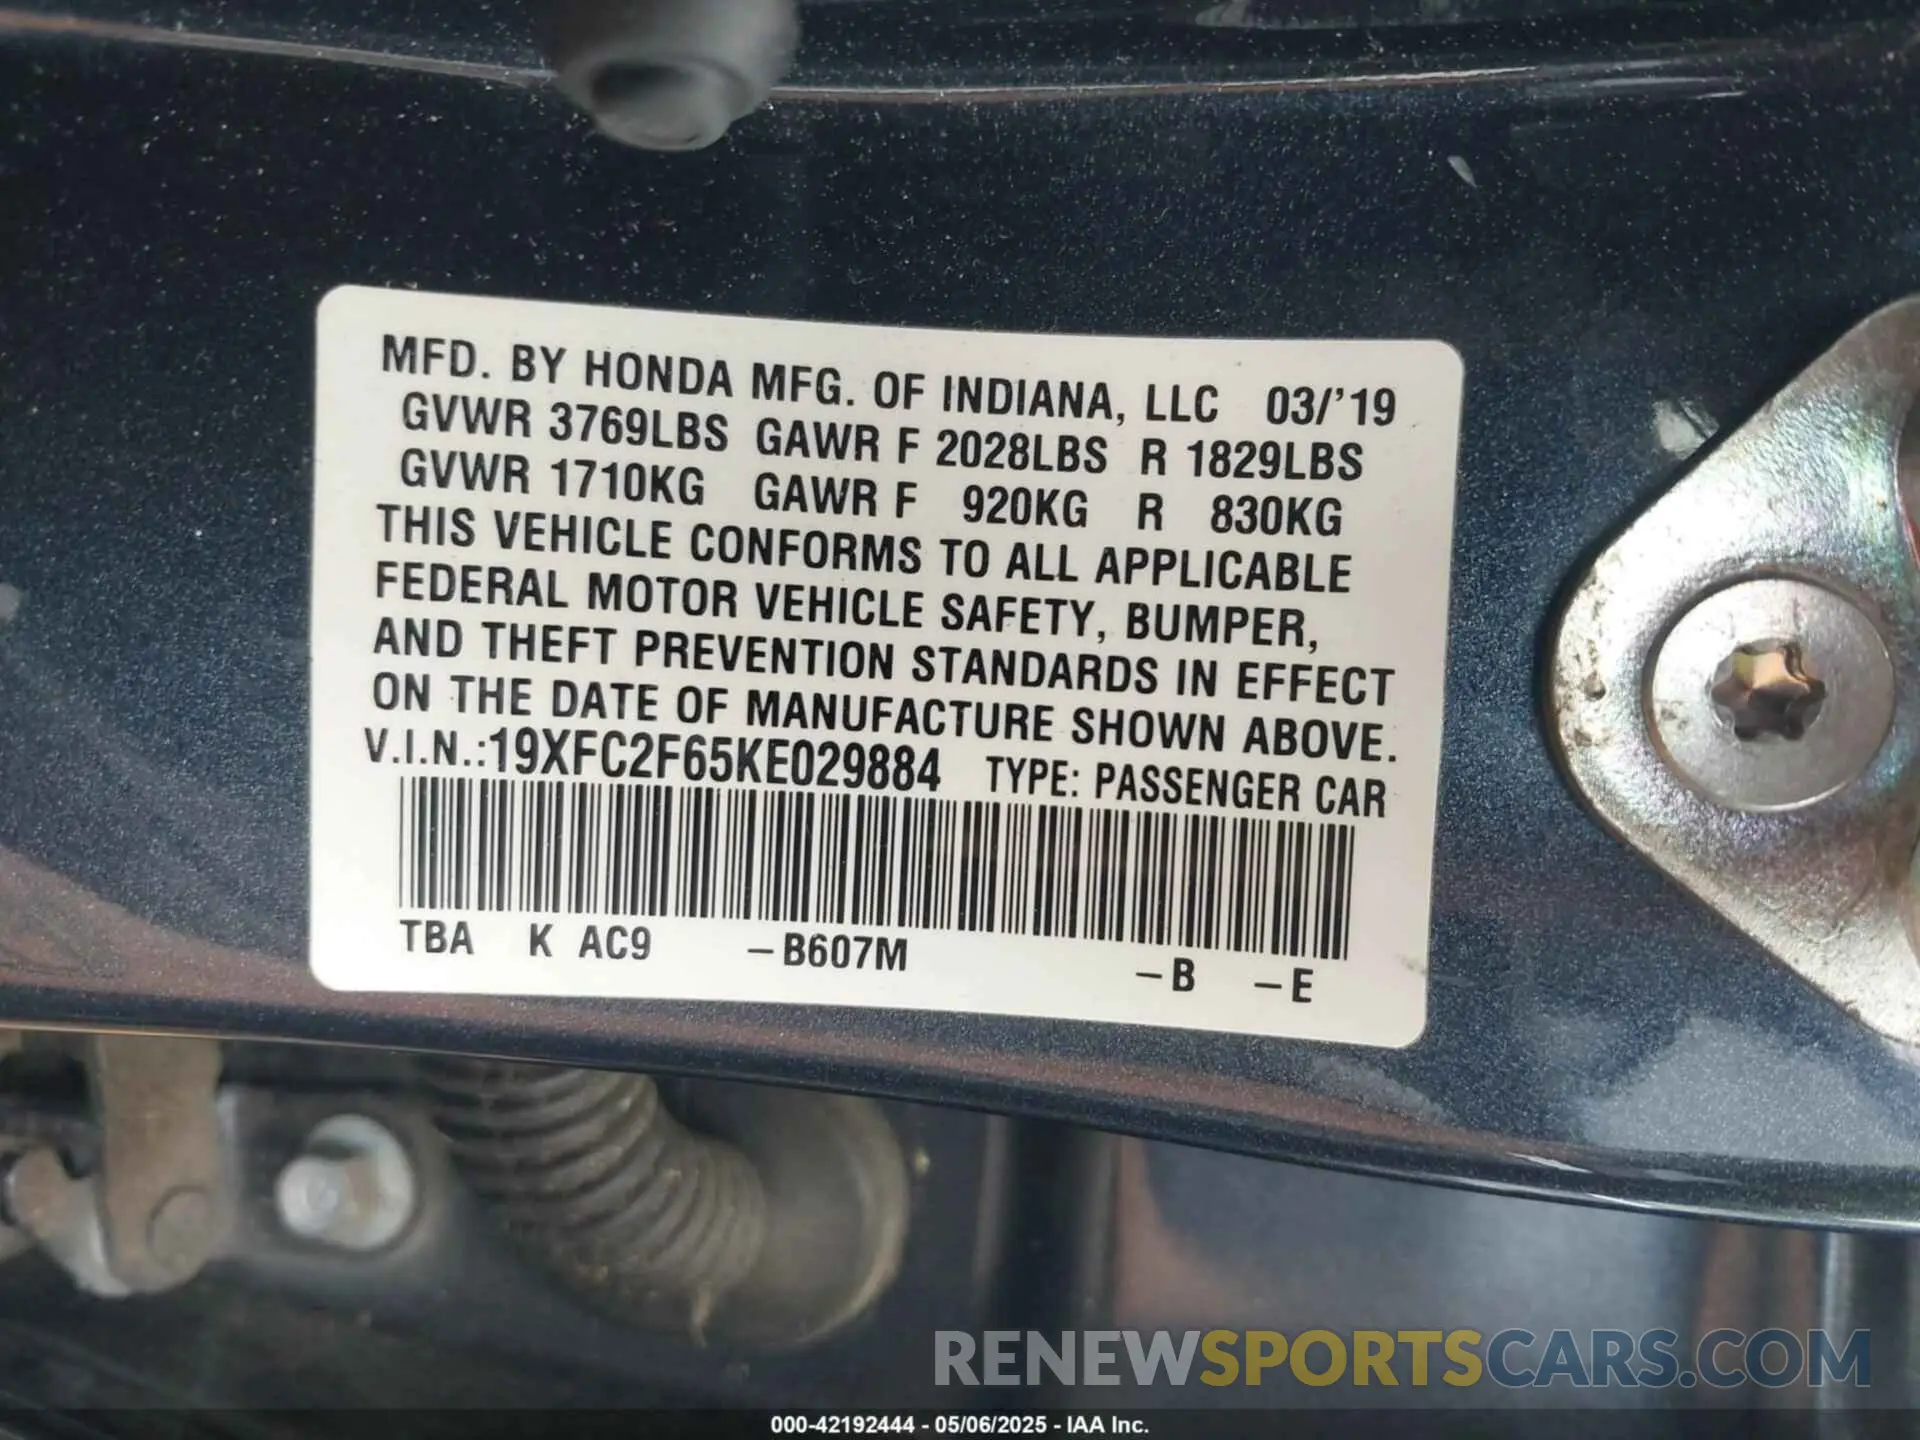 MFD. BY HONDA MFG. OF INDIANA, LLC 03/'19
GVWR 3769LBS GAWR F 2028LBS R 1829LBS
GVWR 1710KG GAWR F 920KG R 830KG
THIS VEHICLE CONFORMS TO ALL APPLICABLE
FEDERAL MOTOR VEHICLE SAFETY, BUMPER,
AND THEFT PREVENTION STANDARDS IN EFFECT
ON THE DATE OF MANUFACTURE SHOWN ABOVE.
V.I.N.:19XFC2F65KE029884 TYPE: PASSENGER CAR
TBA K AC9 –B607M –B –E
RENEWSPORTSCARS.COM
000-42192444 - 05/06/2025 - IAA Inc.